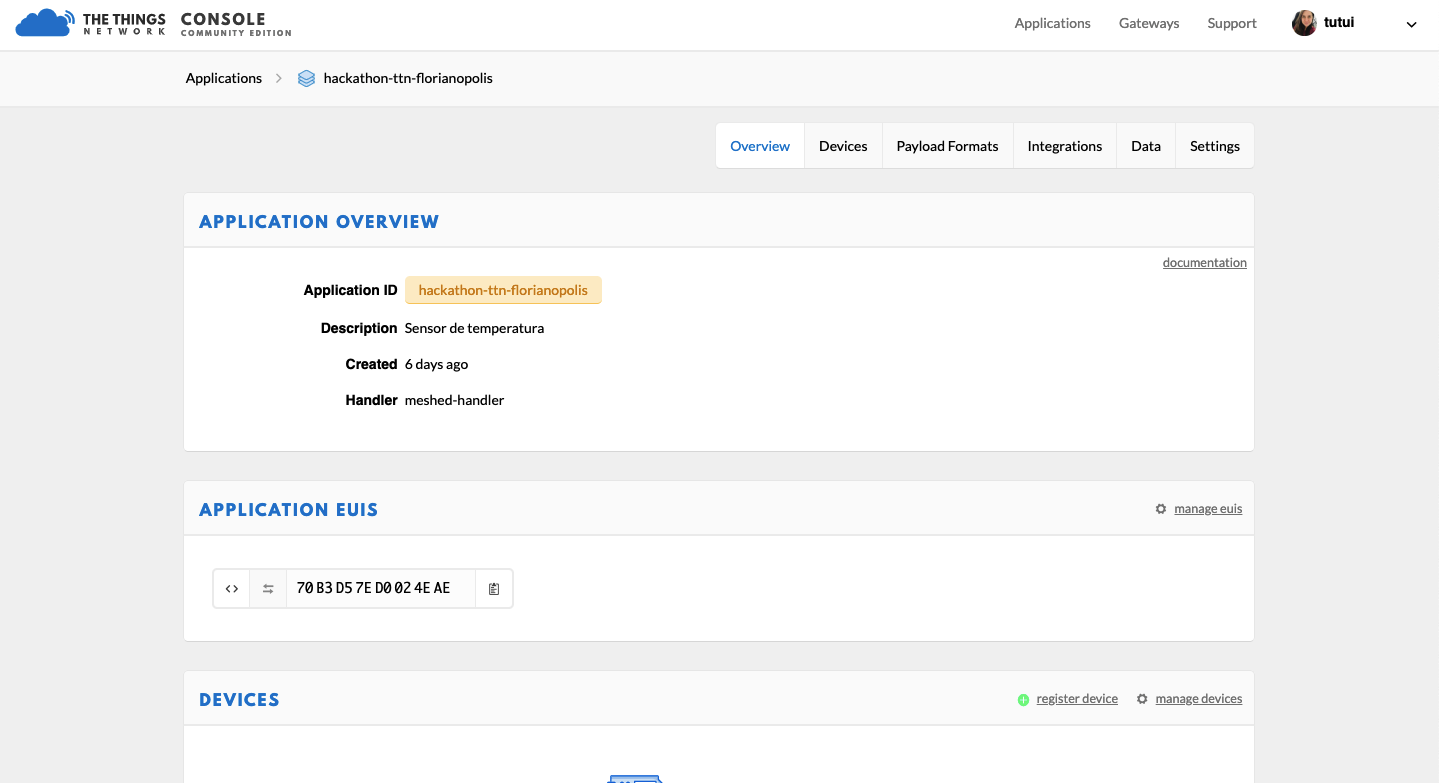 THE THINGS NETWORK CONSOLE COMMUNITY EDITION
Applications Gateways Support tutui
Applications hackathon-ttn-florianopolis
Overview Devices Payload Formats Integrations Data Settings
APPLICATION OVERVIEW
documentation
Application ID hackathon-ttn-florianopolis
Description Sensor de temperatura
Created 6 days ago
Handler meshed-handler
APPLICATION EUIS
manage euis
<> 70 B3 D5 7E D0 02 4E AE
DEVICES
register device manage devices